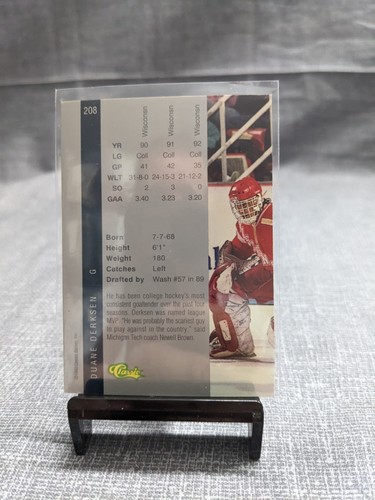 208
Wisconsin Wisconsin Wisconsin
YR 90 91 92
LG Coll Coll Coll
GP 41 42 35
WLT 31-8-0 24-15-3 21-12-2
SO 2 3 0
GAA 3.40 3.23 3.20
Born 7-7-68
Height 6'1"
Weight 180
Catches Left
Drafted by Wash #57 in 89
He has been college hockey's most
consistent goaltender over the past four
seasons. Derksen was named league
MVP. "He was probably the scariest guy
to play against in the country," said
Michigan Tech coach Newell Brown.
DUANE DERKSEN G
Classic